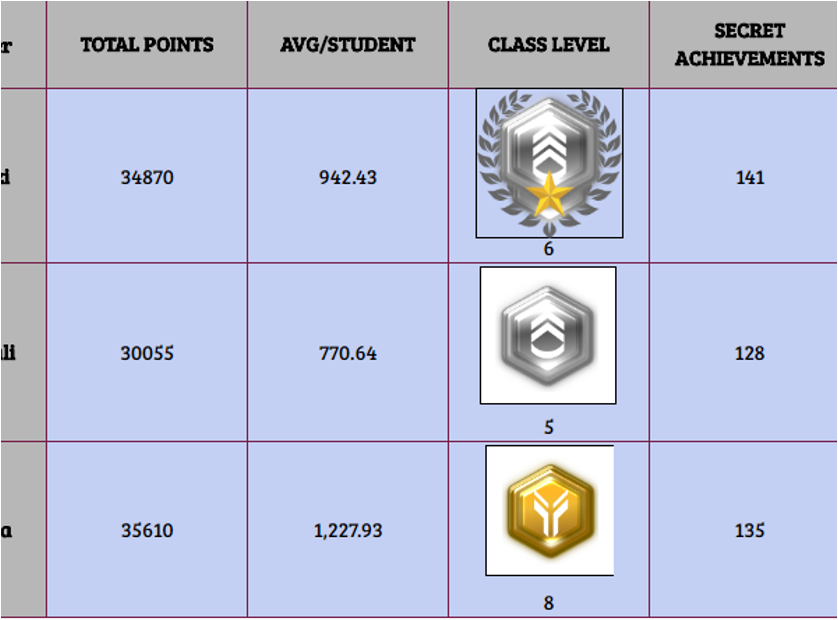 r TOTAL POINTS AVG/STUDENT CLASS LEVEL SECRET
ACHIEVEMENTS
i 34870 942.43 141
6
li 30055 770.64 128
5
a 35610 1,227.93 135
8